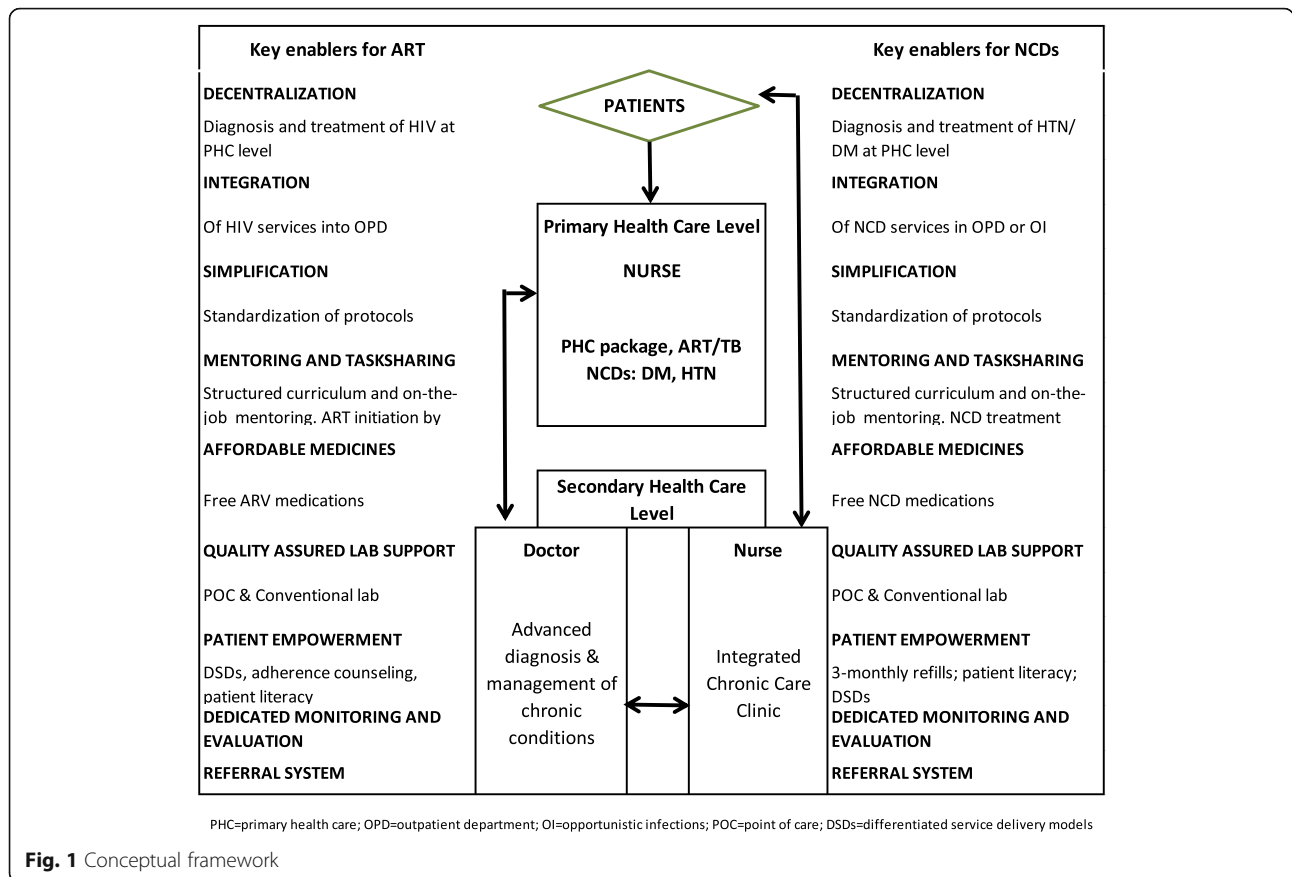 Key enablers for ART
DECENTRALIZATION
Diagnosis and treatment of HIV at
PHC level
INTEGRATION
Of HIV services into OPD
SIMPLIFICATION
Standardization of protocols
MENTORING AND TASKSHARING
Structured curriculum and on-the-
job mentoring. ART initiation by
AFFORDABLE MEDICINES
Free ARV medications
QUALITY ASSURED LAB SUPPORT
POC & Conventional lab
PATIENT EMPOWERMENT
DSDs, adherence counseling,
patient literacy
DEDICATED MONITORING AND
EVALUATION
REFERRAL SYSTEM
PATIENTS
Primary Health Care Level
NURSE
PHC package, ART/TB
NCDs: DM, HTN
Secondary Health Care
Level
Doctor
Advanced
diagnosis &
management of
chronic
conditions
Nurse
Integrated
Chronic Care
Clinic
Key enablers for NCDs
DECENTRALIZATION
Diagnosis and treatment of HTN/
DM at PHC level
INTEGRATION
Of NCD services in OPD or OI
SIMPLIFICATION
Standardization of protocols
MENTORING AND TASKSHARING
Structured curriculum and on-the-
job mentoring. NCD treatment
AFFORDABLE MEDICINES
Free NCD medications
QUALITY ASSURED LAB SUPPORT
POC & Conventional lab
PATIENT EMPOWERMENT
3-monthly refills; patient literacy;
DSDs
DEDICATED MONITORING AND
EVALUATION
REFERRAL SYSTEM
PHC=primary health care; OPD=outpatient department; OI=opportunistic infections; POC=point of care; DSDs=differentiated service delivery models
Fig. 1 Conceptual framework